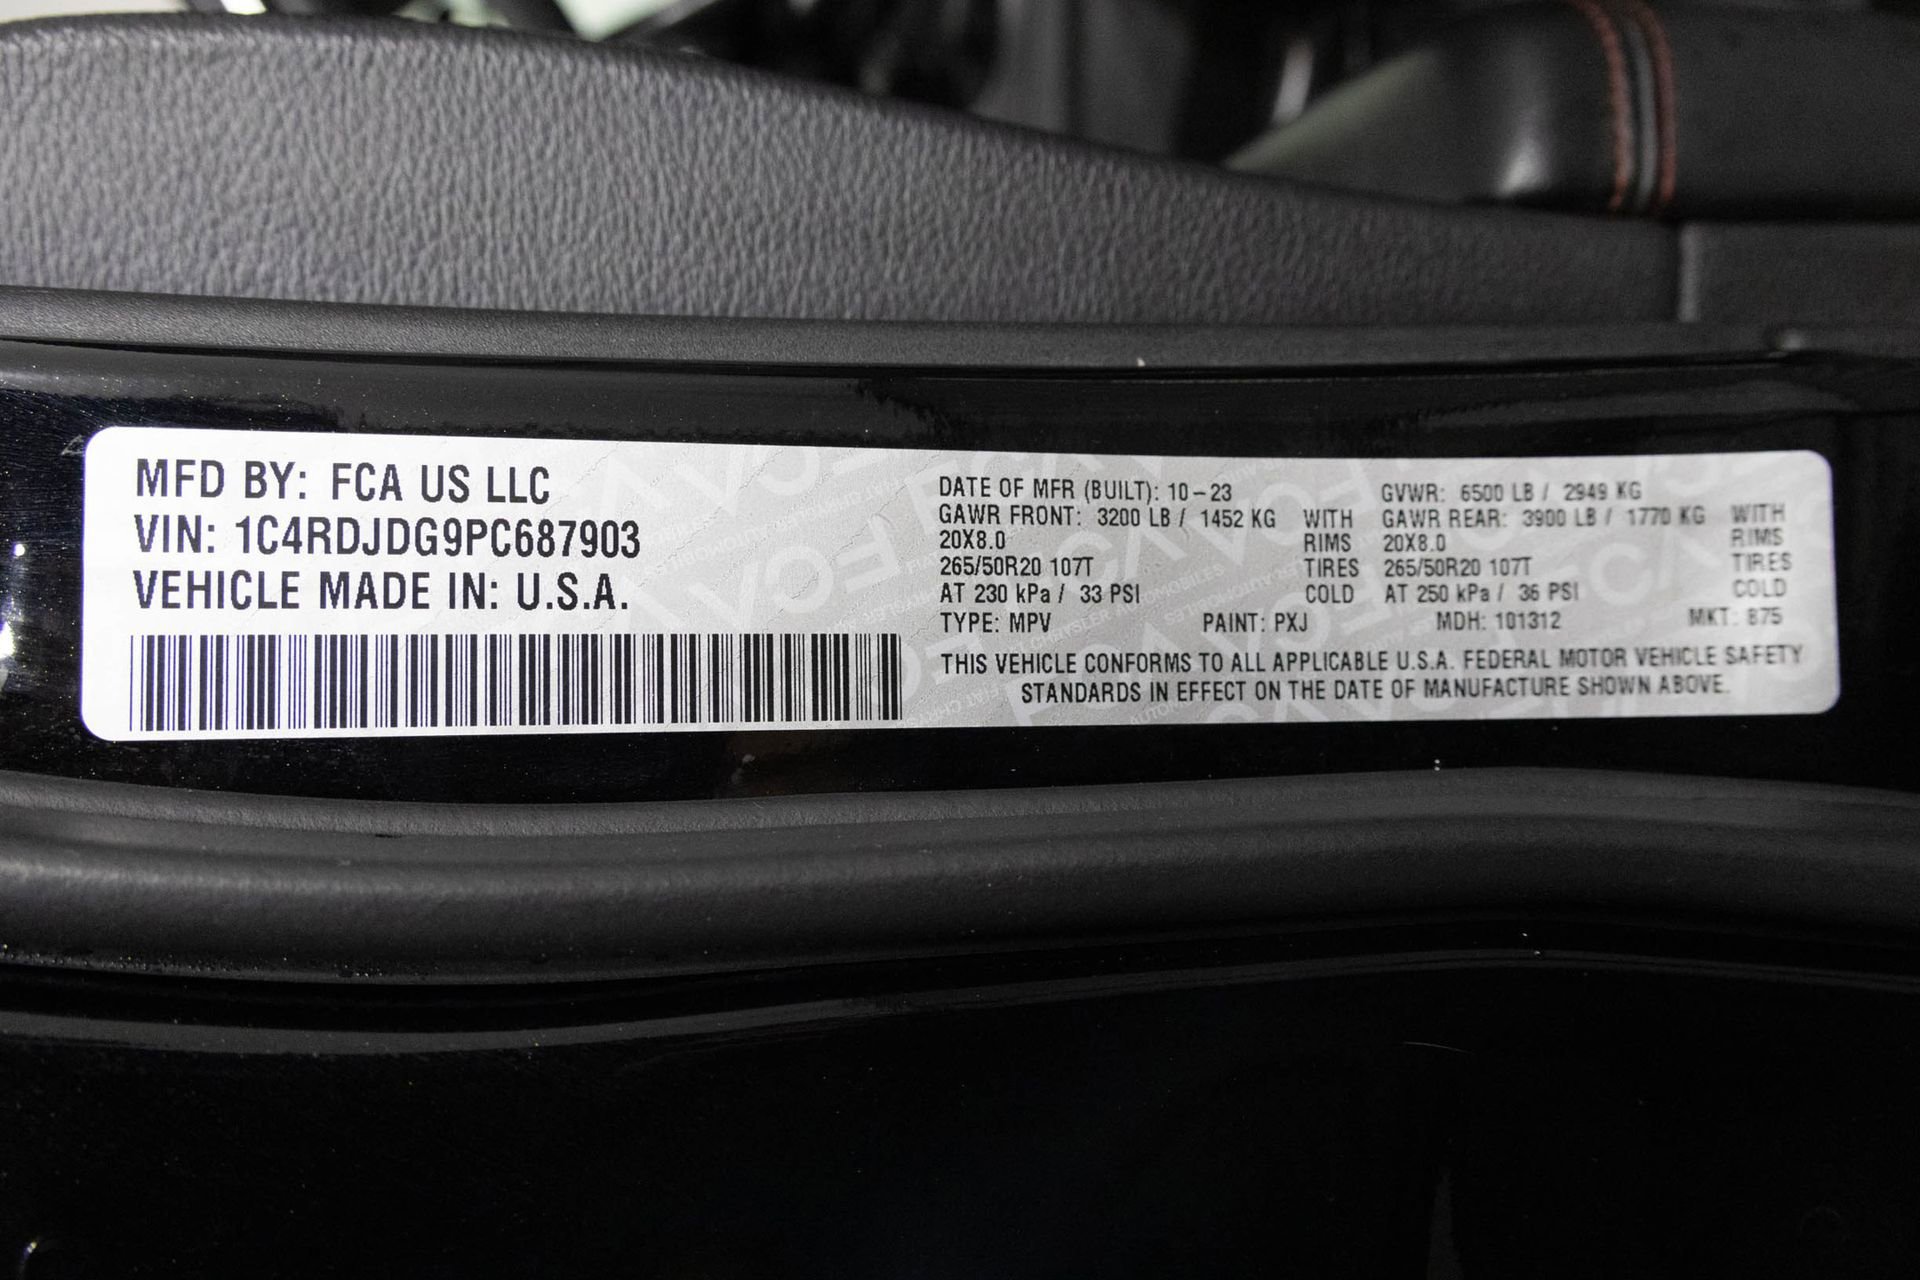 MFD BY: FCA US LLC
VIN: 1C4RDJDG9PC687903
VEHICLE MADE IN: U.S.A.
DATE OF MFR (BUILT): 10-23 GVWR: 6500 LB / 2949 KG
GAWR FRONT: 3200 LB / 1452 KG WITH GAWR REAR: 3900 LB / 1770 KG WITH
20X8.0 RIMS 20X8.0 RIMS
265/50R20 107T TIRES 265/50R20 107T TIRES
AT 230 kPa / 33 PSI COLD AT 250 kPa / 36 PSI COLD
TYPE: MPV PAINT: PXJ MDH: 101312 MKT: 875
THIS VEHICLE CONFORMS TO ALL APPLICABLE U.S.A. FEDERAL MOTOR VEHICLE SAFETY
STANDARDS IN EFFECT ON THE DATE OF MANUFACTURE SHOWN ABOVE.